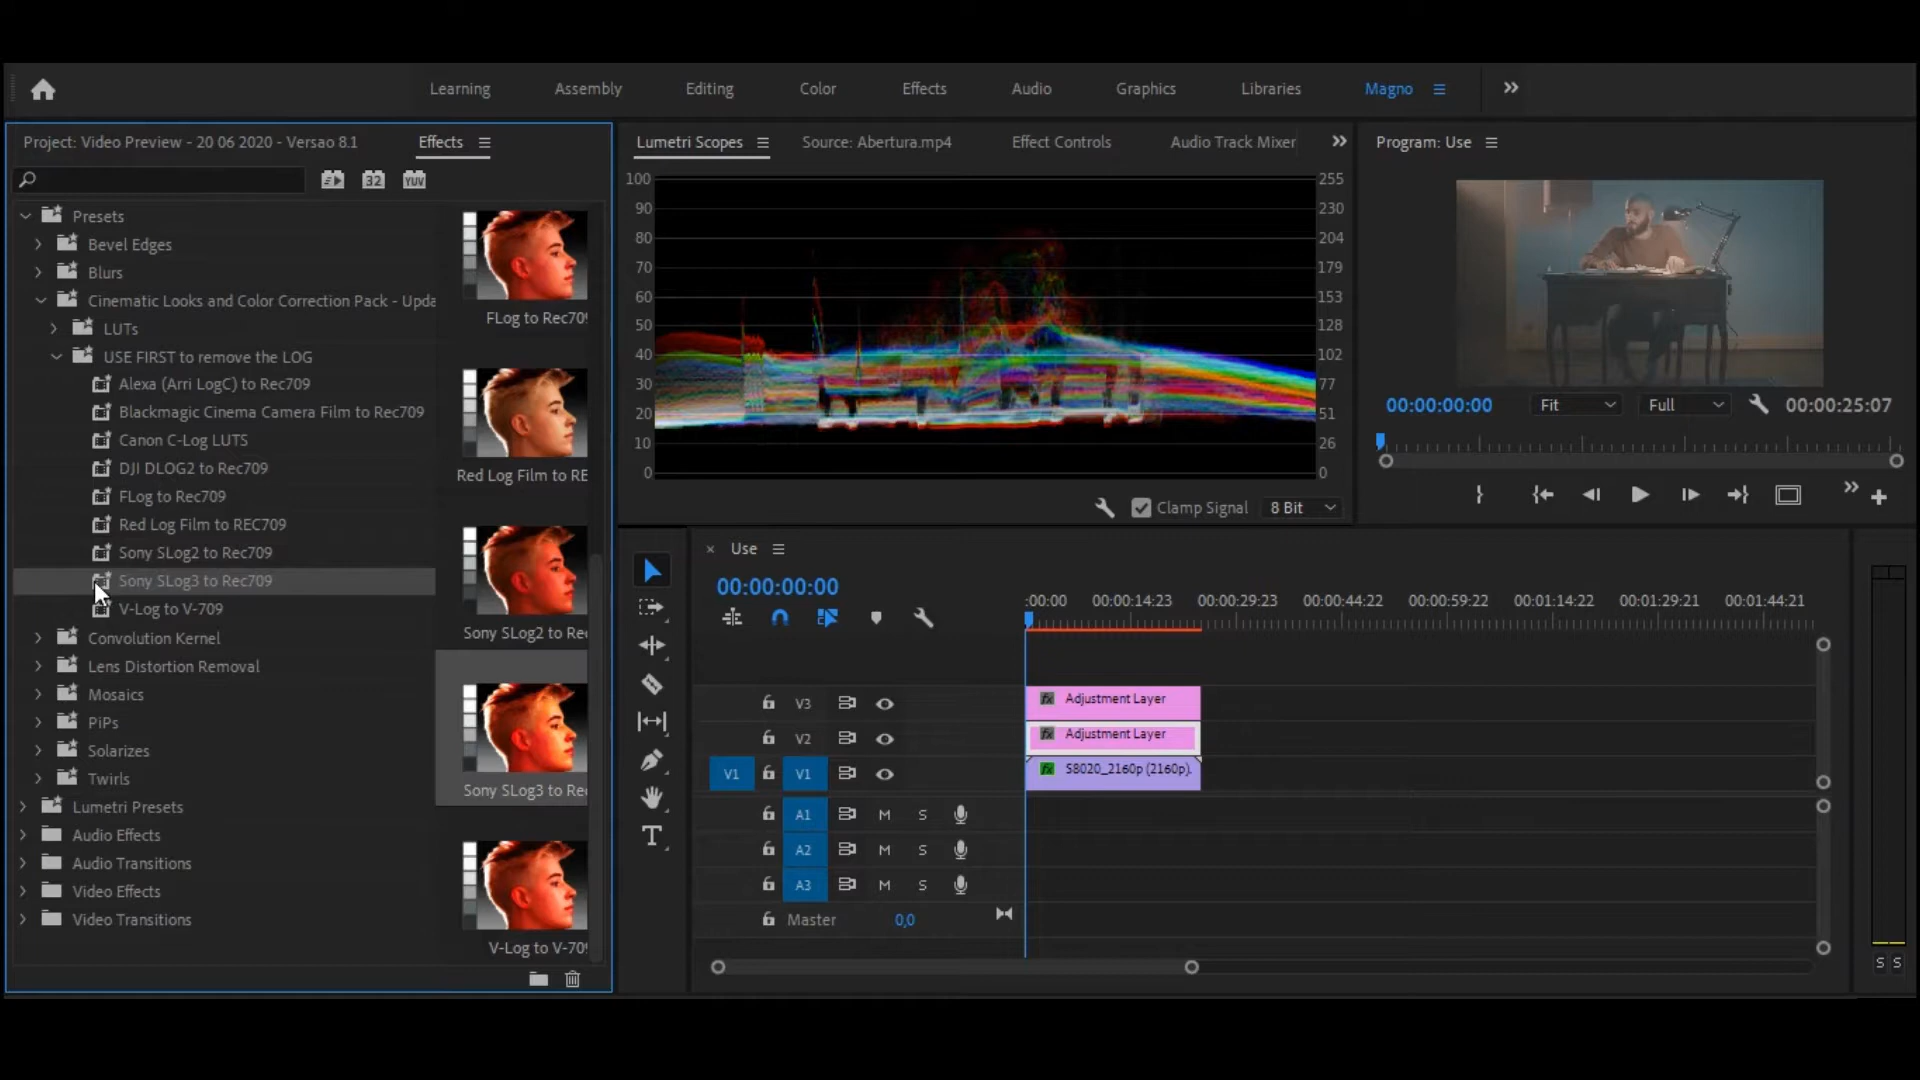 Learning
Assembly
Editing
Color
Effects
Audio
Graphics
Libraries
Magno
Project: Video Preview - 20 06 2020 - Versao 8.1
Effects
32
YUV
Presets
Bevel Edges
Blurs
Cinematic Looks and Color Correction Pack - Upda
LUTs
USE FIRST to remove the LOG
Alexa (Arri LogC) to Rec709
Blackmagic Cinema Camera Film to Rec709
Canon C-Log LUTS
DJI DLOG2 to Rec709
FLog to Rec709
Red Log Film to REC709
Sony SLog2 to Rec709
Sony SLog3 to Rec709
V-Log to V-709
Convolution Kernel
Lens Distortion Removal
Mosaics
PiPs
Solarizes
Twirls
Lumetri Presets
Audio Effects
Audio Transitions
Video Effects
Video Transitions
FLog to Rec709
Red Log Film to RE
Sony SLog2 to Rec
Sony SLog3 to Rec
V-Log to V-709
Lumetri Scopes
Source: Abertura.mp4
Effect Controls
Audio Track Mixer
100
90
80
70
60
50
40
30
20
10
0
255
230
204
179
153
128
102
77
51
26
0
Clamp Signal
8 Bit
Program: Use
00:00:00:00
Fit
Full
00:00:25:07
Use
00:00:00:00
:00:00
00:00:14:23
00:00:29:23
00:00:44:22
00:00:59:22
00:01:14:22
00:01:29:21
00:01:44:21
V3
Adjustment Layer
V2
Adjustment Layer
V1
V1
S8020_2160p (2160p).
A1
M
S
A2
M
S
A3
M
S
Master
0,0
S S